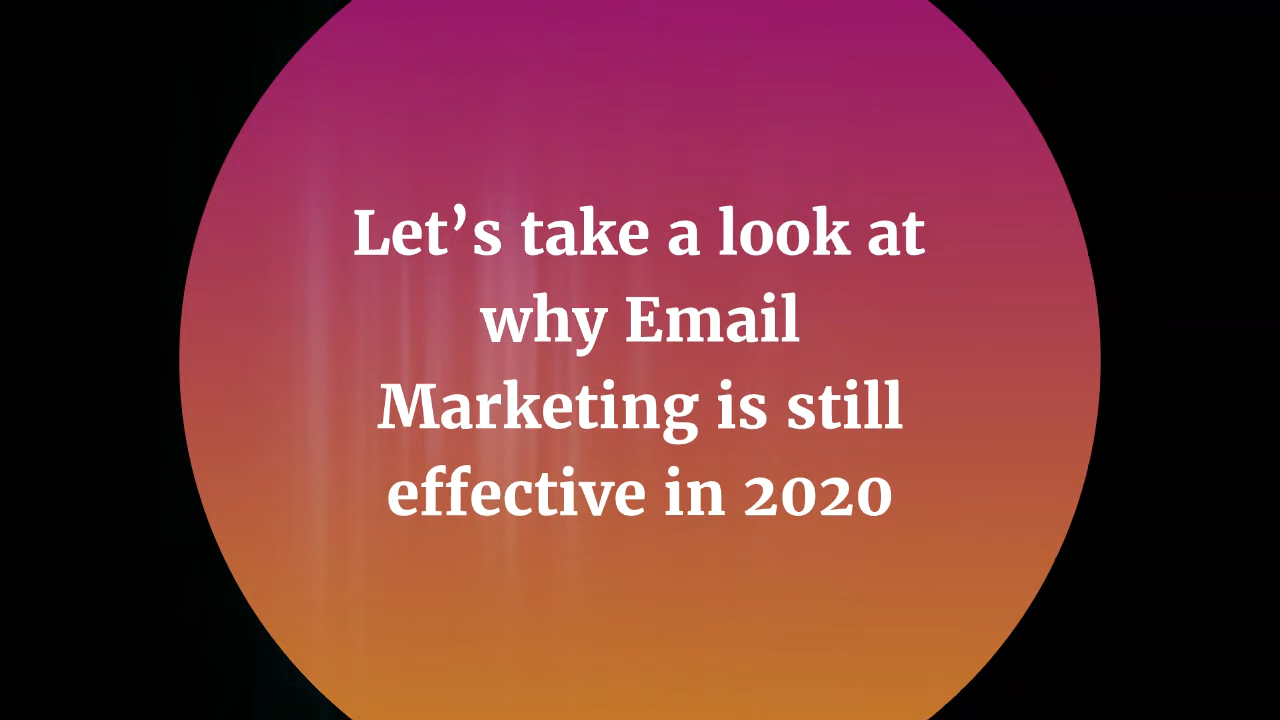 Let’s take a look at
why Email
Marketing is still
effective in 2020